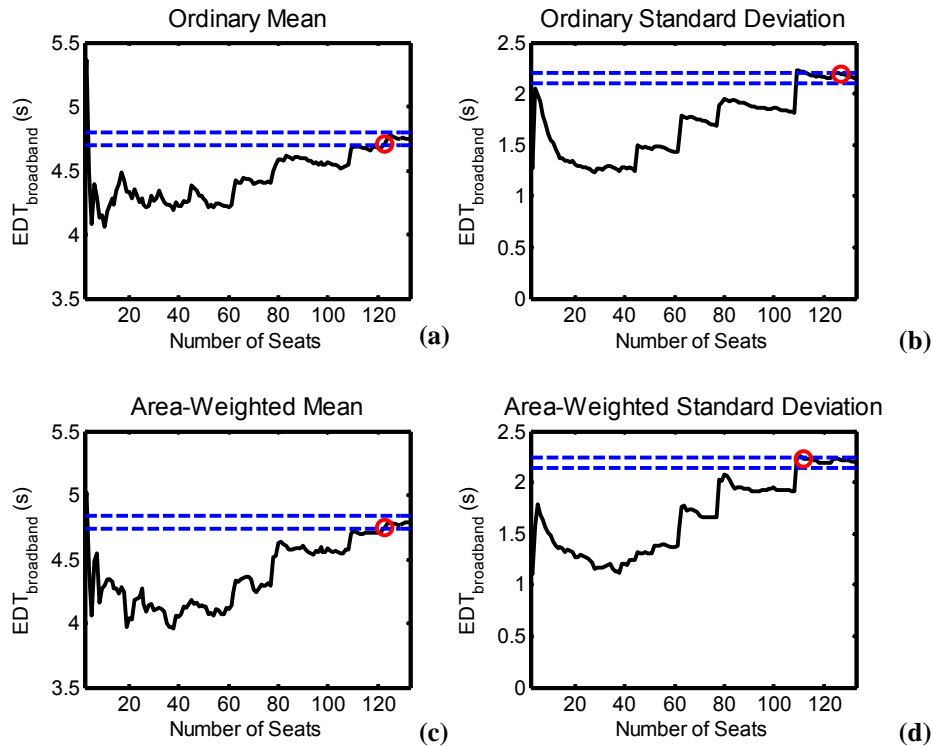 Ordinary Mean
5.5
5
4.5
4
3.5
EDTbroadband (s)
20 40 60 80 100 120
Number of Seats
(a)
Ordinary Standard Deviation
2.5
2
1.5
1
0.5
0
EDTbroadband (s)
20 40 60 80 100 120
Number of Seats
(b)
Area-Weighted Mean
5.5
5
4.5
4
3.5
EDTbroadband (s)
20 40 60 80 100 120
Number of Seats
(c)
Area-Weighted Standard Deviation
2.5
2
1.5
1
0.5
0
EDTbroadband (s)
20 40 60 80 100 120
Number of Seats
(d)